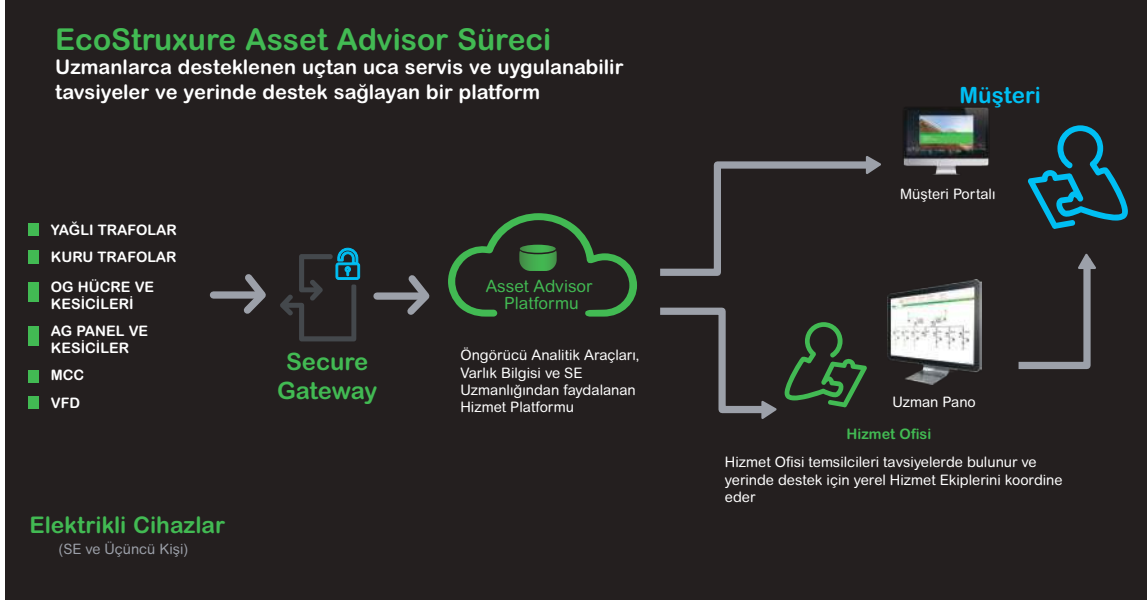 EcoStruxure Asset Advisor Süreci
Uzmanlarca desteklenen uçtan uca servis ve uygulanabilir
tavsiyeler ve yerinde destek sağlayan bir platform
Müşteri
Müşteri Portalı
YAĞLI TRAFOLAR
KURU TRAFOLAR
OG HÜCRE VE
KESİCİLERİ
AG PANEL VE
KESİCİLER
MCC
VFD
Secure
Gateway
Asset Advisor
Platformu
Öngörücü Analitik Araçları,
Varlık Bilgisi ve SE
Uzmanlığından faydalanan
Hizmet Platformu
Uzman Pano
Hizmet Ofisi
Hizmet Ofisi temsilcileri tavsiyelerde bulunur ve
yerinde destek için yerel Hizmet Ekiplerini koordine
eder
Elektrikli Cihazlar
(SE ve Üçüncü Kişi)